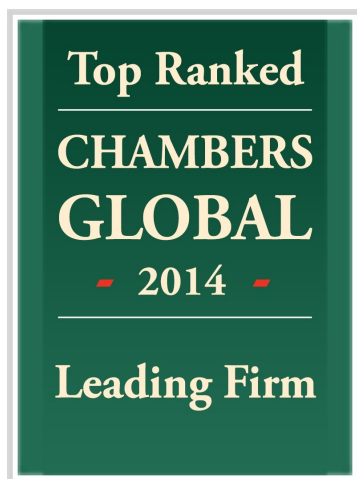 Top Ranked
CHAMBERS
GLOBAL
- 2014 -
Leading Firm